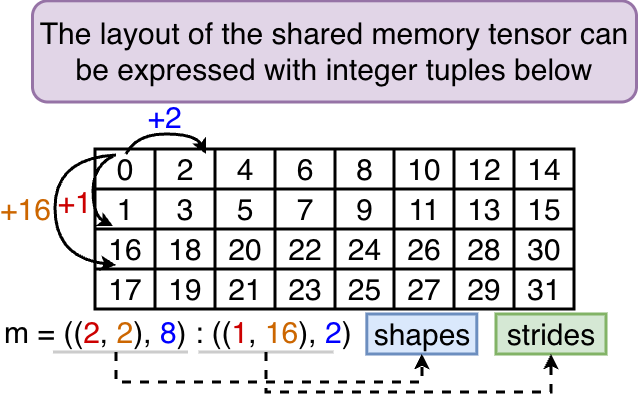 The layout of the shared memory tensor can
be expressed with integer tuples below
+2
0 2 4 6 8 10 12 14
+16 +1 1 3 5 7 9 11 13 15
16 18 20 22 24 26 28 30
17 19 21 23 25 27 29 31
m = ((2, 2), 8) : ((1, 16), 2) shapes strides